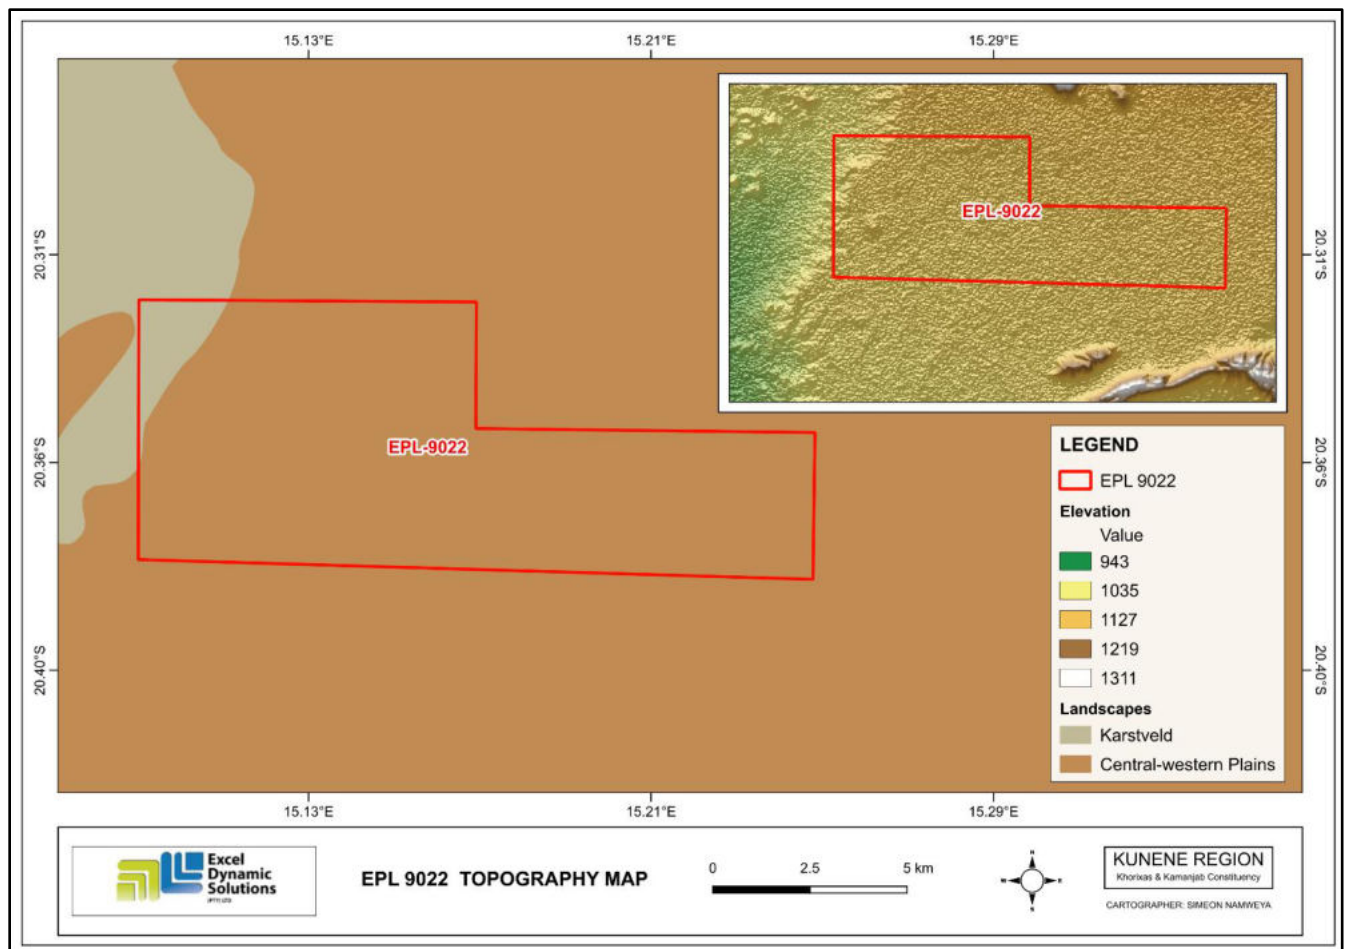 15.13°E
15.21°E
15.29°E
20.31°S
20.31°S
EPL-9022
EPL-9022
20.36°S
20.36°S
20.40°S
20.40°S
LEGEND
EPL 9022
Elevation
Value
943
1035
1127
1219
1311
Landscapes
Karstveld
Central-western Plains
15.13°E
15.21°E
15.29°E
Excel
Dynamic
Solutions
(PTY) LTD
EPL 9022 TOPOGRAPHY MAP
0 2.5 5 km
N
W E
N
KUNENE REGION
Khorixas & Kamanjab Constituency
CARTOGRAPHER: SIMEON NAMWEYA